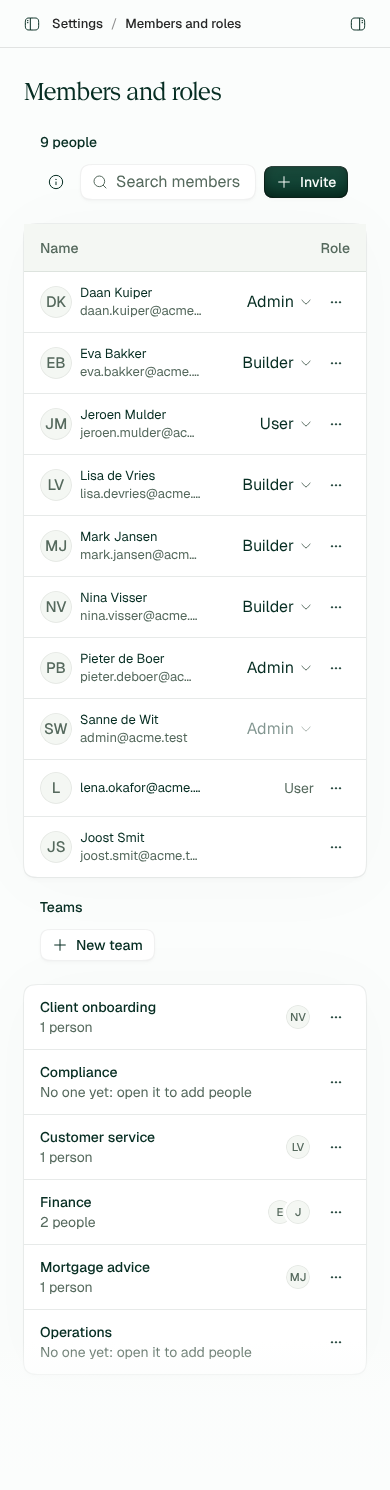 Settings / Members and roles
Members and roles
9 people
Search members
Invite
Name Role
DK Daan Kuiper Admin
daan.kuiper@acme...
EB Eva Bakker Builder
eva.bakker@acme....
JM Jeroen Mulder User
jeroen.mulder@ac...
LV Lisa de Vries Builder
lisa.devries@acme....
MJ Mark Jansen Builder
mark.jansen@acm...
NV Nina Visser Builder
nina.visser@acme....
PB Pieter de Boer Admin
pieter.deboer@ac...
SW Sanne de Wit Admin
admin@acme.test
L lena.okafor@acme.... User
JS Joost Smit
joost.smit@acme.t...
Teams
New team
Client onboarding NV
1 person
Compliance
No one yet: open it to add people
Customer service LV
1 person
Finance E J
2 people
Mortgage advice MJ
1 person
Operations
No one yet: open it to add people